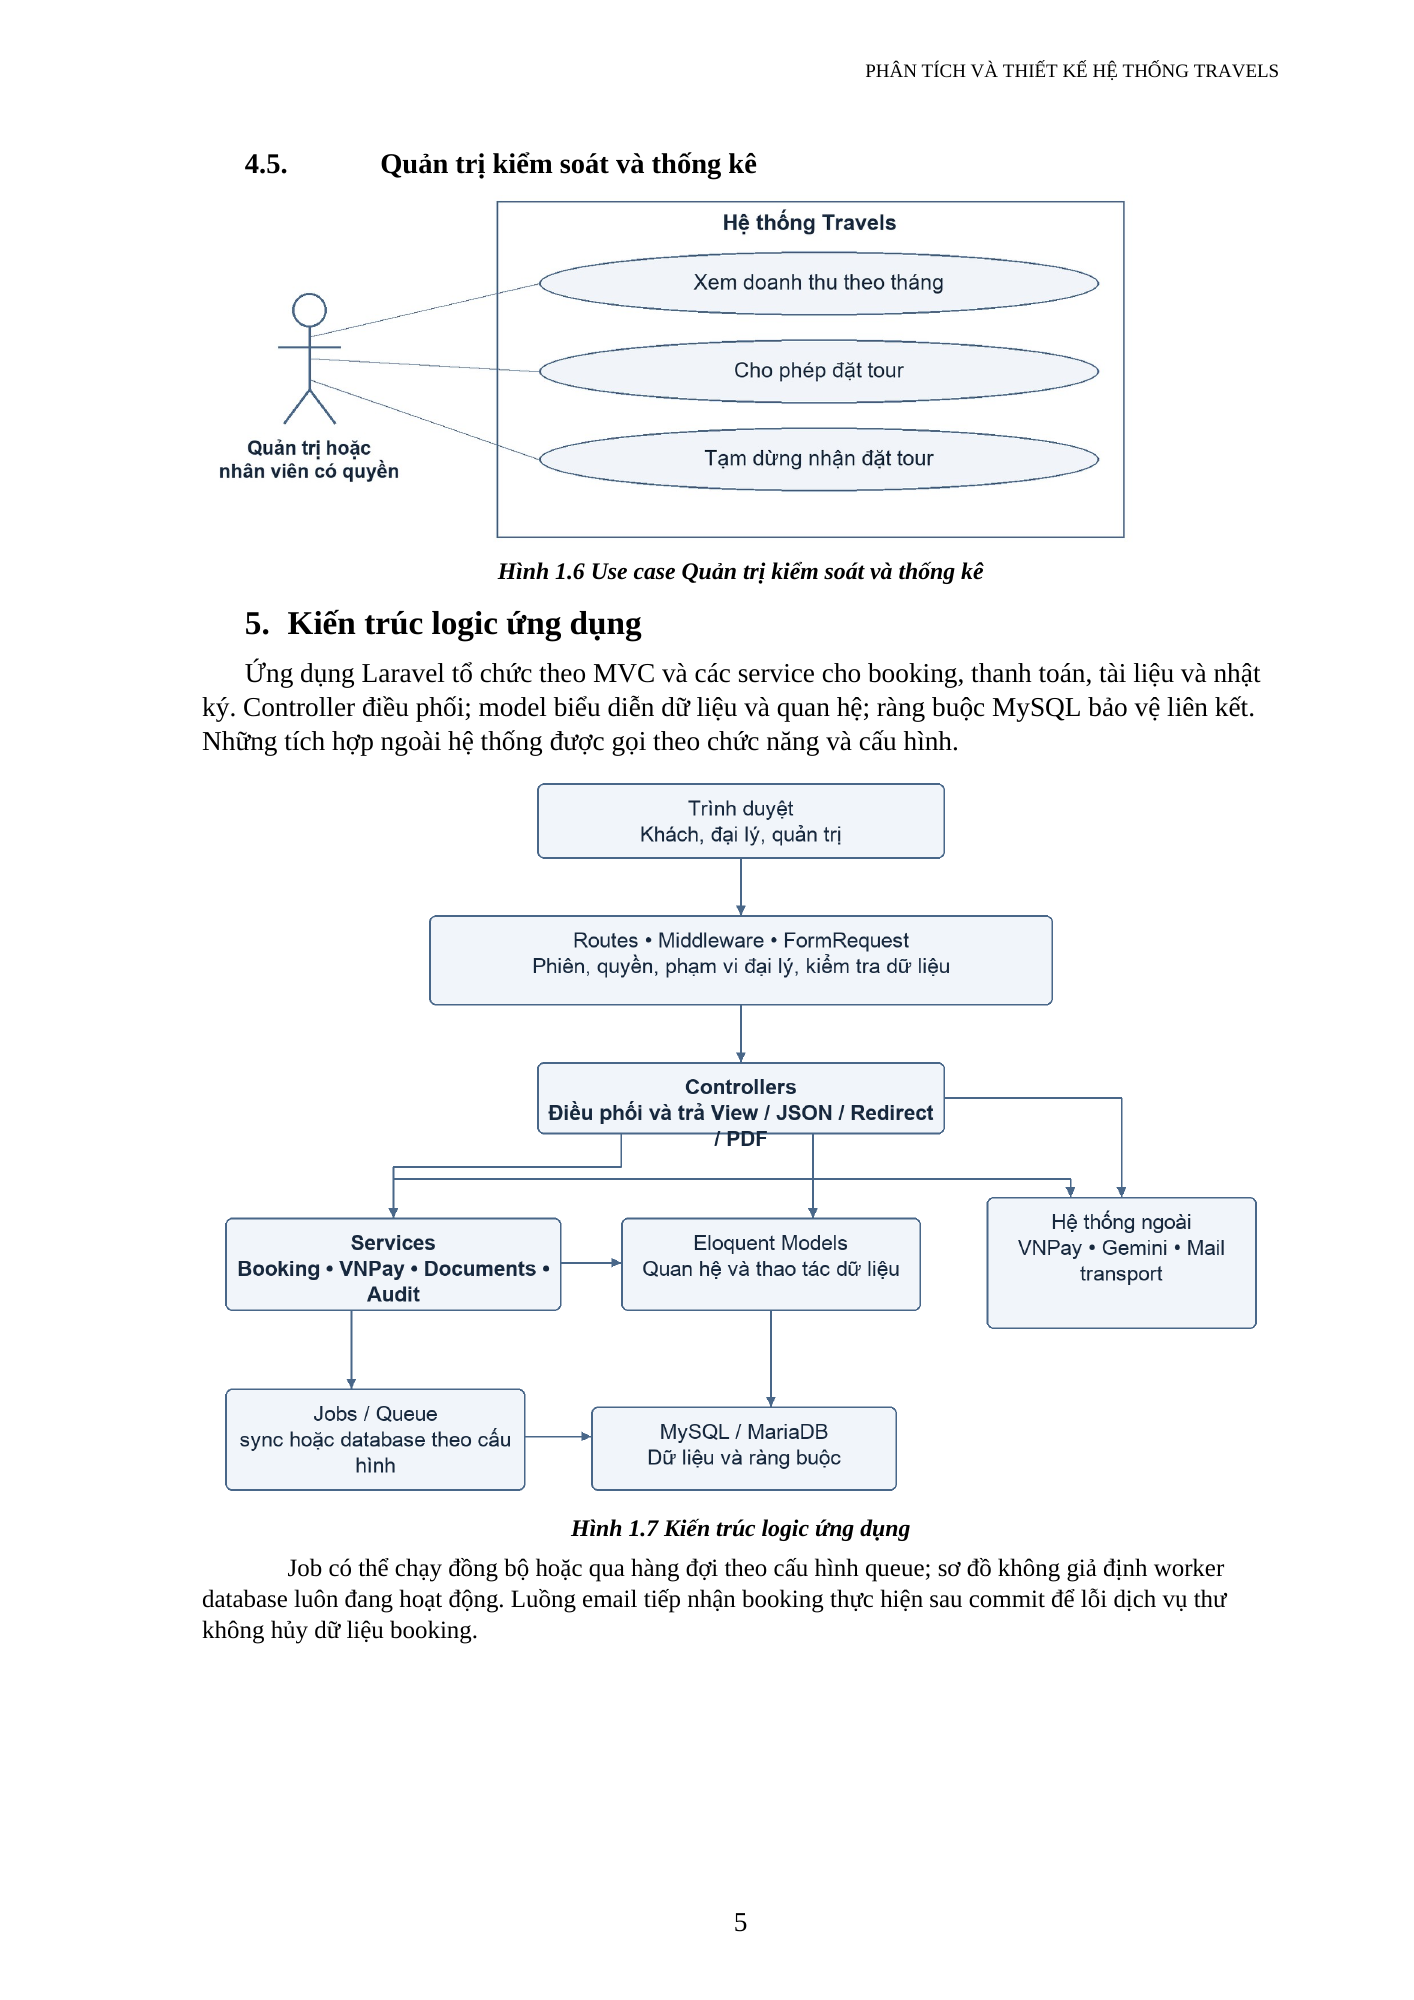 PHÂN TÍCH VÀ THIẾT KẾ HỆ THỐNG TRAVELS
4.5. Quản trị kiểm soát và thống kê
Hệ thống Travels
Xem doanh thu theo tháng
Cho phép đặt tour
Tạm dừng nhận đặt tour
Quản trị hoặc
nhân viên có quyền
Hình 1.6 Use case Quản trị kiểm soát và thống kê
5. Kiến trúc logic ứng dụng
Ứng dụng Laravel tổ chức theo MVC và các service cho booking, thanh toán, tài liệu và nhật
ký. Controller điều phối; model biểu diễn dữ liệu và quan hệ; ràng buộc MySQL bảo vệ liên kết.
Những tích hợp ngoài hệ thống được gọi theo chức năng và cấu hình.
Trình duyệt
Khách, đại lý, quản trị
Routes • Middleware • FormRequest
Phiên, quyền, phạm vi đại lý, kiểm tra dữ liệu
Controllers
Điều phối và trả View / JSON / Redirect
/ PDF
Services
Booking • VNPay • Documents •
Audit
Eloquent Models
Quan hệ và thao tác dữ liệu
Hệ thống ngoài
VNPay • Gemini • Mail
transport
Jobs / Queue
sync hoặc database theo cấu
hình
MySQL / MariaDB
Dữ liệu và ràng buộc
Hình 1.7 Kiến trúc logic ứng dụng
Job có thể chạy đồng bộ hoặc qua hàng đợi theo cấu hình queue; sơ đồ không giả định worker
database luôn đang hoạt động. Luồng email tiếp nhận booking thực hiện sau commit để lỗi dịch vụ thư
không hủy dữ liệu booking.
5